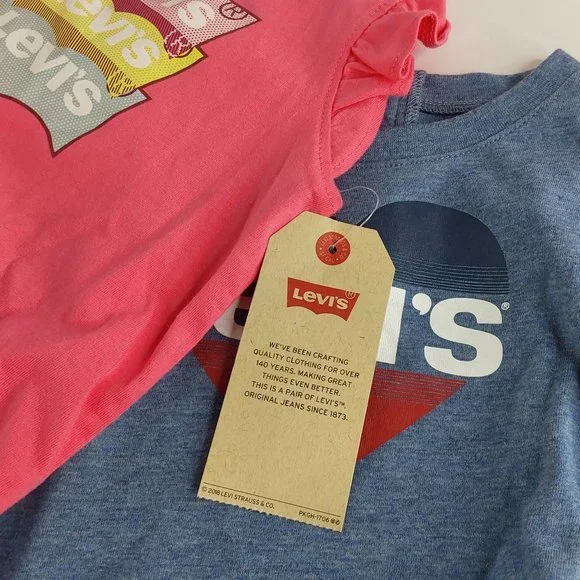 Levi's®
Levi's®
Levi's
Levi's®
WE'VE BEEN CRAFTING
QUALITY CLOTHING FOR OVER
140 YEARS. MAKING GREAT
THINGS EVEN BETTER.
THIS IS A PAIR OF LEVI'S™
ORIGINAL JEANS SINCE 1873.
© 2018 LEVI STRAUSS & CO.
PKGH-1706
'S®